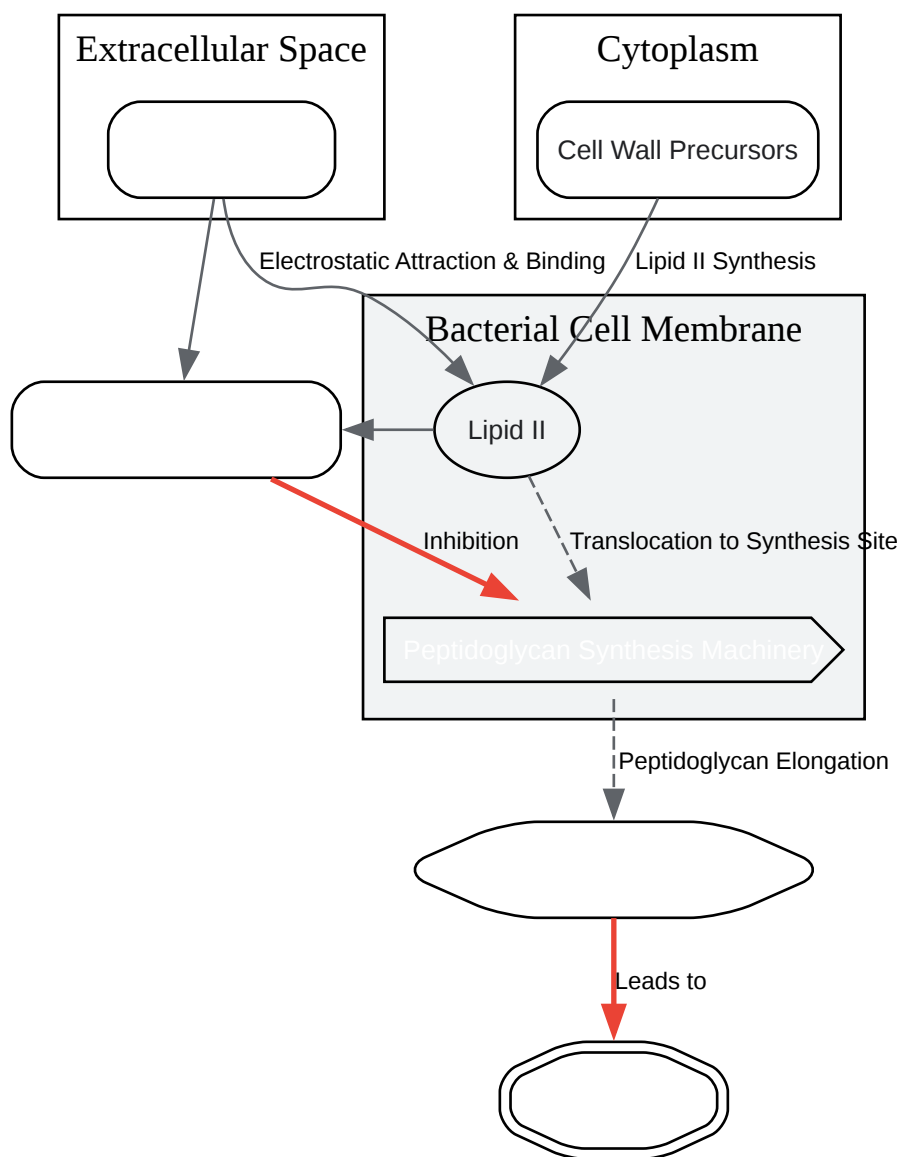 Extracellular Space
Cytoplasm
Cell Wall Precursors
Electrostatic Attraction & Binding
Lipid II Synthesis
Bacterial Cell Membrane
Lipid II
Inhibition
Translocation to Synthesis Site
Peptidoglycan Synthesis Machinery
Peptidoglycan Elongation
Leads to